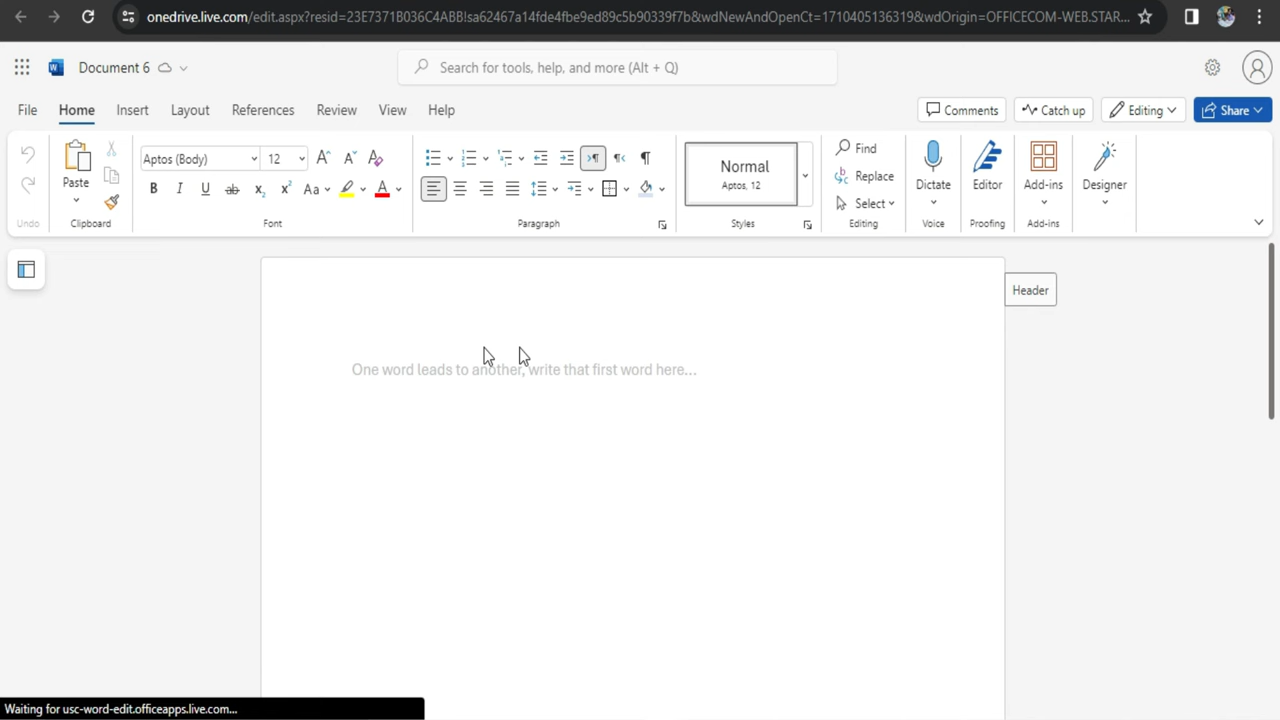 onedrive.live.com/edit.aspx?resid=23E7371B036C4ABB!sa62467a14fde4fbe9ed89c5b90339f7b&wdNewAndOpenCt=1710405136319&wdOrigin=OFFICECOM-WEB.STAR...
W Document 6
Search for tools, help, and more (Alt + Q)
File Home Insert Layout References Review View Help
Comments Catch up Editing Share
Aptos (Body) 12
Paste
B I U ab x₂ x² Aa A
Normal
Aptos, 12
Find
Replace
Select
Dictate
Editor
Add-ins
Designer
Undo Clipboard Font Paragraph Styles Editing Voice Proofing Add-ins
Header
One word leads to another, write that first word here...
Waiting for usc-word-edit.officeapps.live.com...